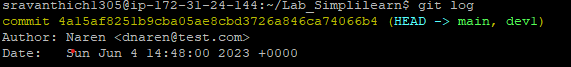 sravanthich1305@ip-172-31-24-144:~/Lab_Simplilearn$ git log
commit 4a15af8251b9cba05ae8cbd3726a846ca74066b4 (HEAD -> main, dev1)
Author: Naren <dnaren@test.com>
Date:   Sun Jun 4 14:48:00 2023 +0000